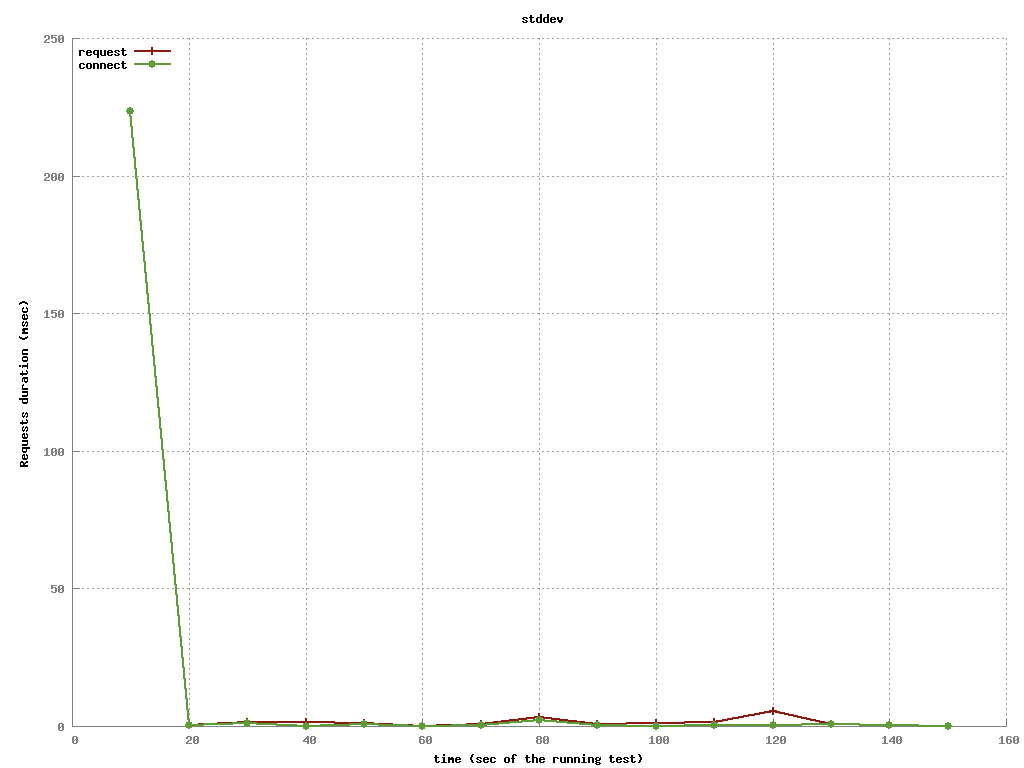 stddev
250
request
connect
200
150
Requests duration (msec)
100
50
0
0 20 40 60 80 100 120 140 160
time (sec of the running test)